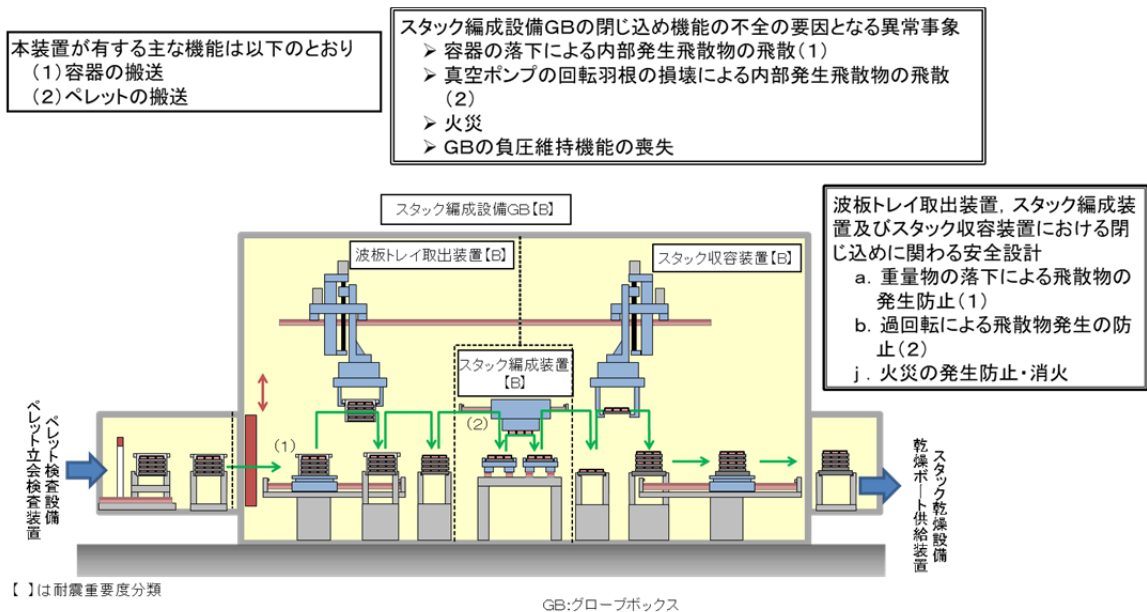 本装置が有する主な機能は以下のとおり
(1)容器の搬送
(2)ペレットの搬送
スタック編成設備GBの閉じ込め機能の不全の要因となる異常事象
➢ 容器の落下による内部発生飛散物の飛散(1)
➢ 真空ポンプの回転羽根の損壊による内部発生飛散物の飛散
(2)
➢ 火災
➢ GBの負圧維持機能の喪失
スタック編成設備GB【B】
波板トレイ取出装置【B】
スタック収容装置【B】
スタック編成装置
【B】
(1)
(2)
波板トレイ取出装置，スタック編成装
置及びスタック収容装置における閉
じ込めに関わる安全設計
a. 重量物の落下による飛散物の
発生防止(1)
b. 過回転による飛散物発生の防
止(2)
j. 火災の発生防止・消火
ペレット検査設備
ペレット立会検査装置
スタック乾燥設備
乾燥ボート供給装置
【 】は耐震重要度分類
GB:グローブボックス